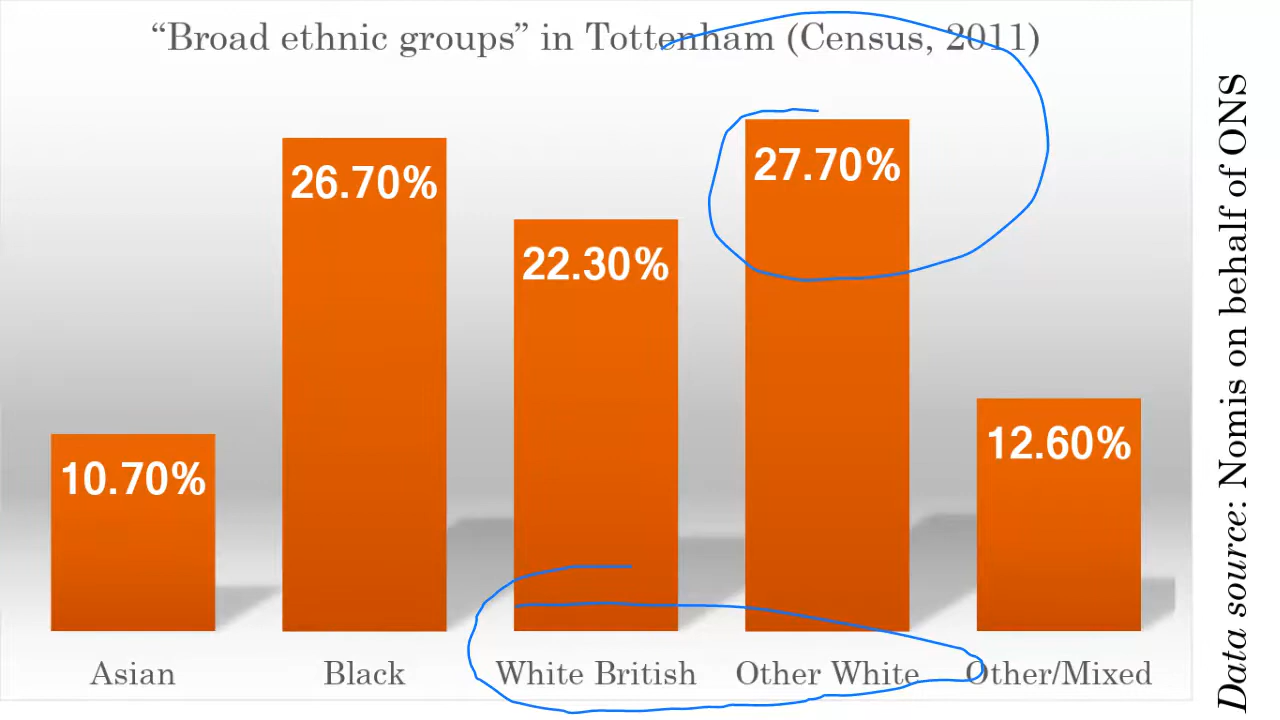 “Broad ethnic groups” in Tottenham (Census, 2011)
10.70%
26.70%
22.30%
27.70%
12.60%
Asian
Black
White British
Other White
Other/Mixed
Data source: Nomis on behalf of ONS